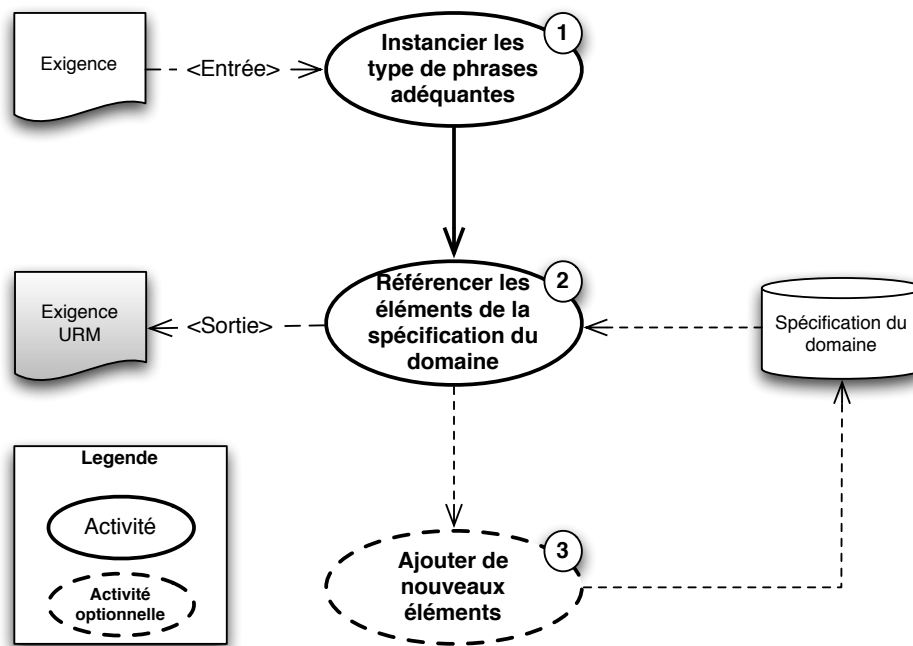 Exigence
<Entrée>
1
Instancier les
type de phrases
adéquantes
Exigence
URM
<Sortie>
2
Référencer les
éléments de la
spécification du
domaine
Spécification du
domaine
Legende
Activité
Activité
optionnelle
3
Ajouter de
nouveaux
éléments